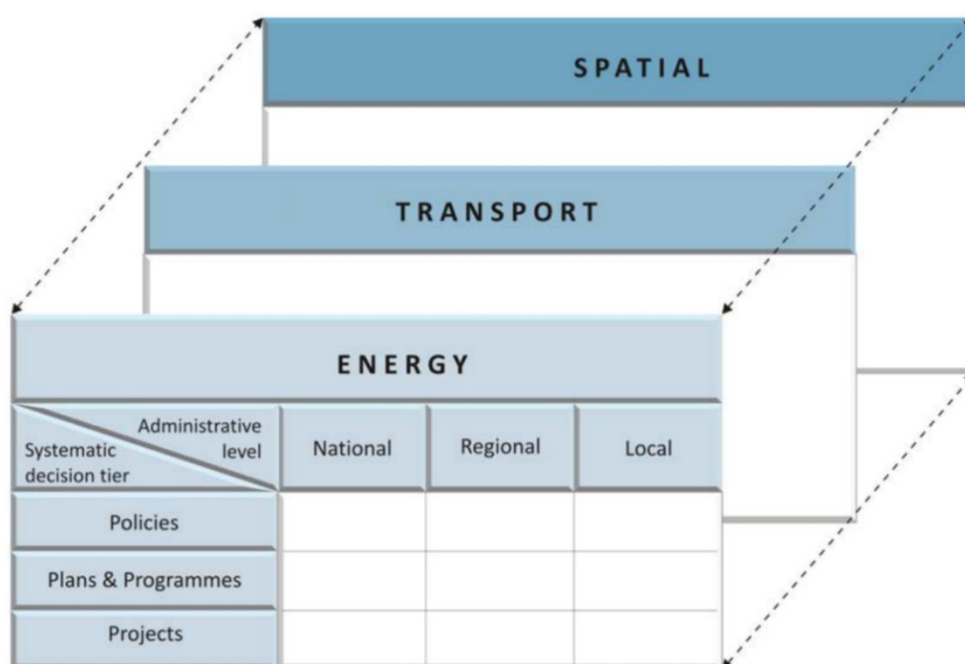 SPATIAL
TRANSPORT
ENERGY
Administrative
level
Systematic
decision tier
National
Regional
Local
Policies
Plans & Programmes
Projects